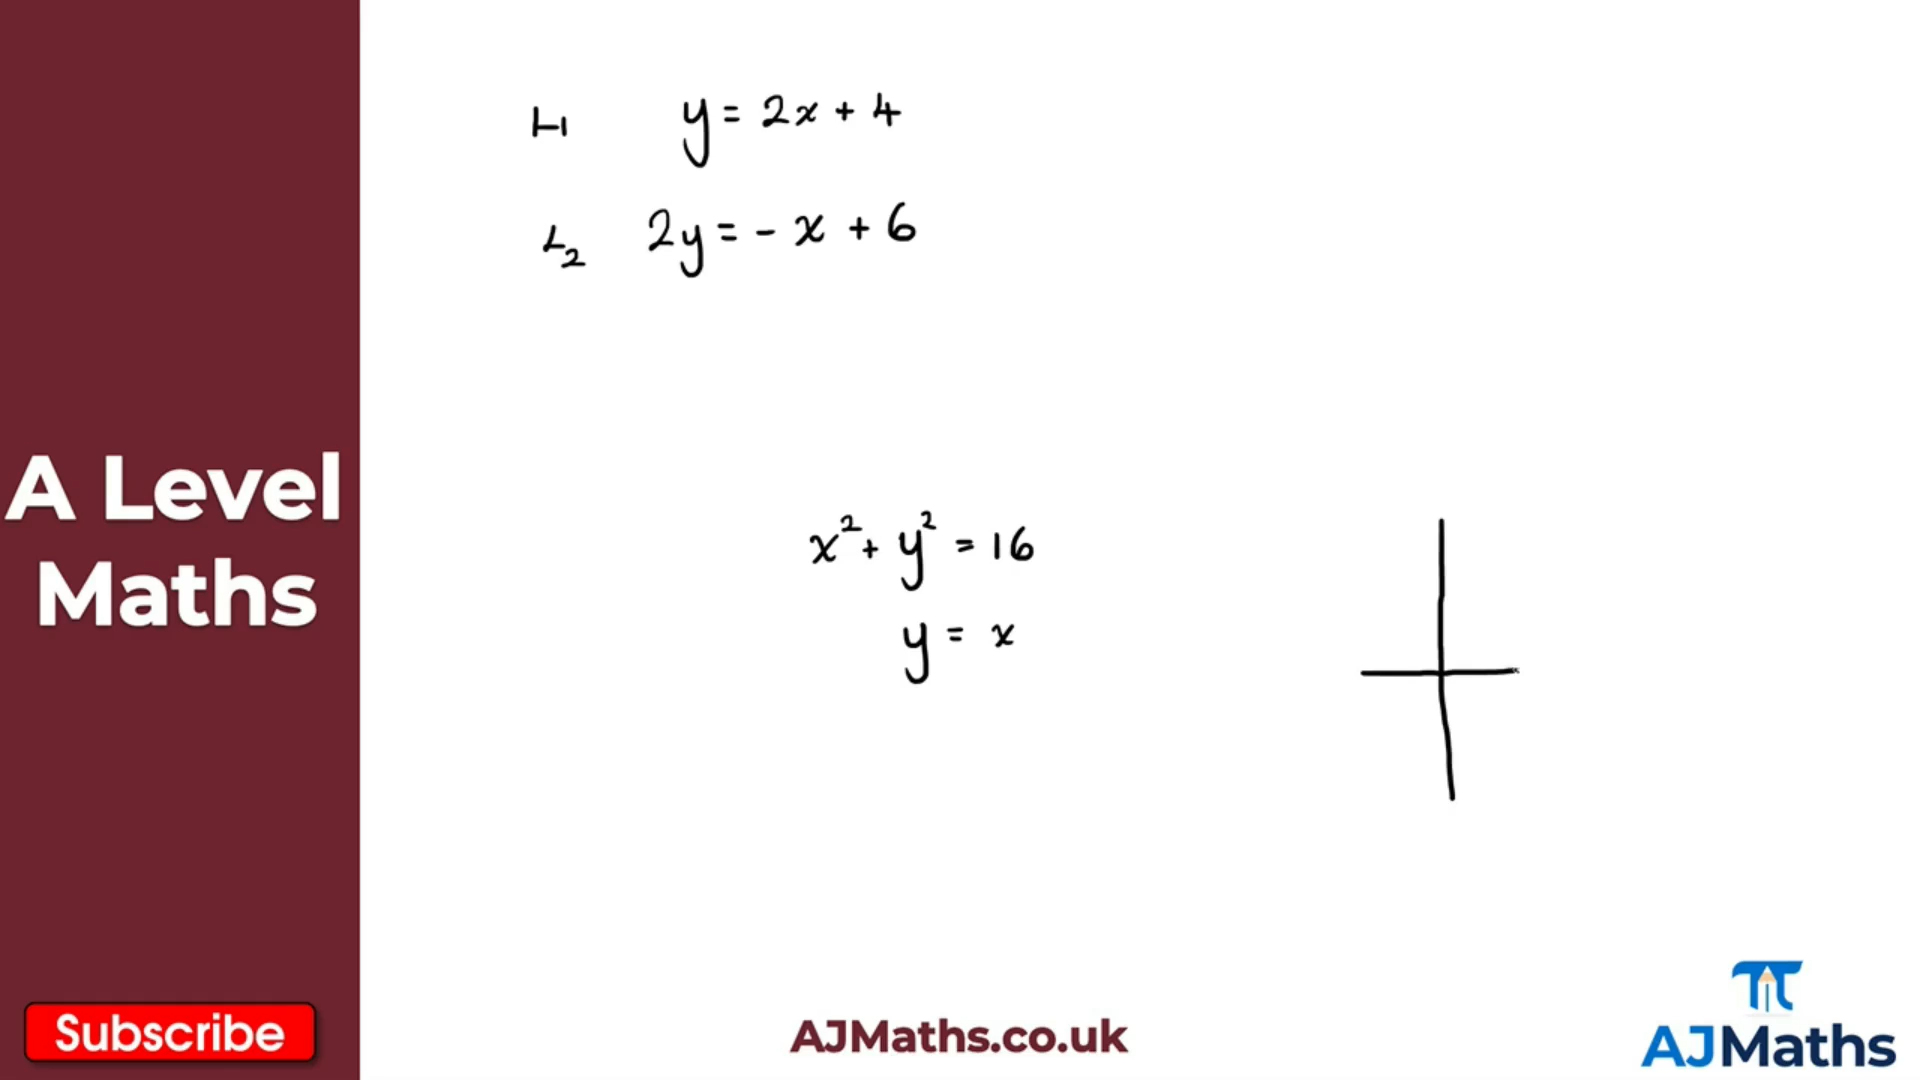 L1 y = 2x + 4
L2 2y = - x + 6
x² + y² = 16
y = x
A Level
Maths
Subscribe
AJMaths.co.uk
AJMaths